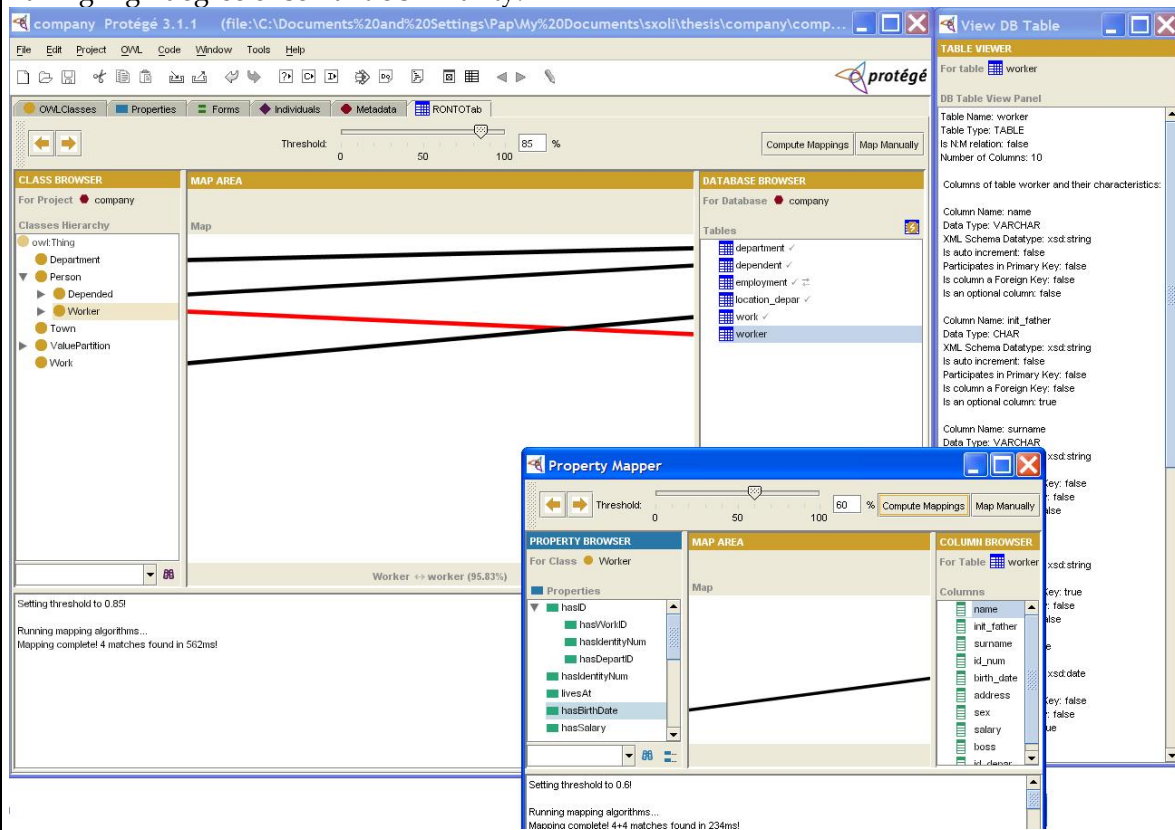 company Protégé 3.1.1 (file:\C:\Documents%20and%20Settings\Pap\My%20Documents\sxoli\thesis\company\comp...
File Edit Project OWL Code Window Tools Help
protégé
OWLClasses Properties Forms Individuals Metadata RONTOTab
Threshold: 0 50 100 85 % Compute Mappings Map Manually
CLASS BROWSER
For Project company
Classes Hierarchy
owl:Thing
Department
Person
Depended
Worker
Town
ValuePartition
Work
MAP AREA
Map
Worker ↔ worker (95.83%)
DATABASE BROWSER
For Database company
Tables
department ✓
dependent ✓
employment ✓
location_depar ✓
work ✓
worker
Setting threshold to 0.85!
Running mapping algorithms...
Mapping complete! 4 matches found in 562ms!
View DB Table
TABLE VIEWER
For table worker
DB Table View Panel
Table Name: worker
Table Type: TABLE
Is N:M relation: false
Number of Columns: 10
Columns of table worker and their characteristics:
Column Name: name
Data Type: VARCHAR
XML Schema Datatype: xsd:string
Is auto increment: false
Participates in Primary Key: false
Is column a Foreign Key: false
Is an optional column: false
Column Name: init_father
Data Type: CHAR
XML Schema Datatype: xsd:string
Is auto increment: false
Participates in Primary Key: false
Is column a Foreign Key: false
Is an optional column: true
Column Name: surname
Data Type: VARCHAR
xsd:string
Key: false
: false
alse
xsd:string
Key: true
: false
alse
xsd:date
Key: false
: false
ue
Property Mapper
Threshold: 0 50 100 60 % Compute Mappings Map Manually
PROPERTY BROWSER
For Class Worker
Properties
hasID
hasWorkID
hasIdentityNum
hasDepartID
hasIdentityNum
livesAt
hasBirthDate
hasSalary
MAP AREA
Map
COLUMN BROWSER
For Table worker
Columns
name
init_father
surname
id_num
birth_date
address
sex
salary
boss
id_depar
Setting threshold to 0.6!
Running mapping algorithms...
Mapping complete! 4+4 matches found in 234ms!